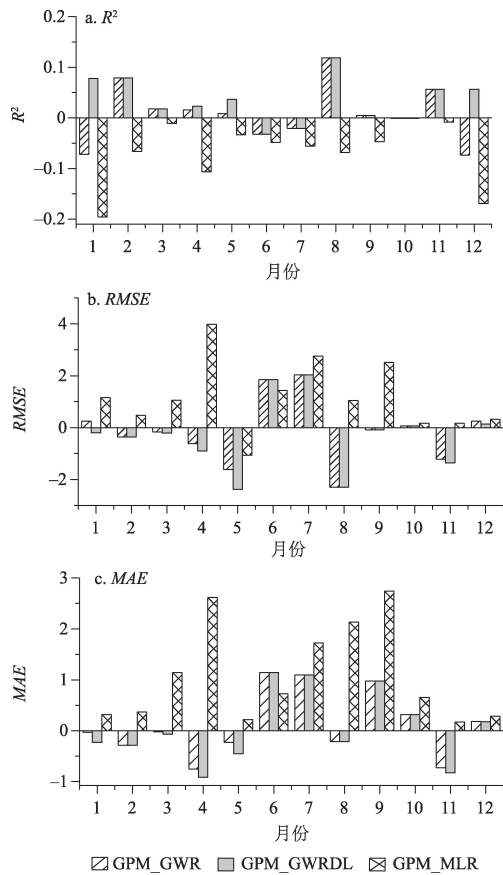 a. R²
0.2
0.1
0
−0.1
−0.2
R²
1 2 3 4 5 6 7 8 9 10 11 12
月份
b. RMSE
4
2
0
−2
RMSE
1 2 3 4 5 6 7 8 9 10 11 12
月份
c. MAE
3
2
1
0
−1
MAE
1 2 3 4 5 6 7 8 9 10 11 12
月份
GPM_GWR GPM_GWRDL GPM_MLR